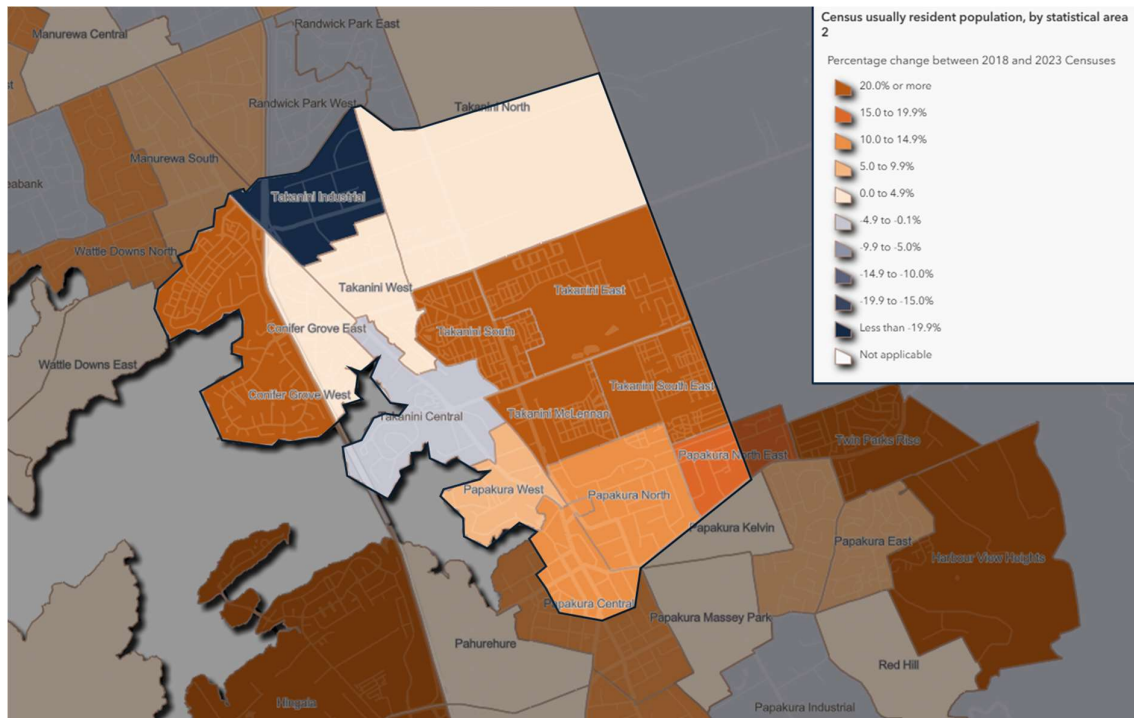 Census usually resident population, by statistical area
2
Percentage change between 2018 and 2023 Censuses
20.0% or more
15.0 to 19.9%
10.0 to 14.9%
5.0 to 9.9%
0.0 to 4.9%
-4.9 to -0.1%
-9.9 to -5.0%
-14.9 to -10.0%
-19.9 to -15.0%
Less than -19.9%
Not applicable
Randwick Park East
Manurewa Central
Randwick Park West
Takanini North
Manurewa South
eabank
Takanini Industrial
Wattle Downs North
Takanini West
Takanini East
Conifer Grove East
Takanini South
Wattle Downs East
Takanini South East
Conifer Grove West
Takanini Central
Takanini McLennan
Twin Parks Rise
Papakura North East
Papakura West
Papakura North
Papakura Kelvin
Papakura East
Harbour View Heights
Papakura Central
Papakura Massey Park
Pahurehure
Red Hill
Hingaia
Papakura Industrial